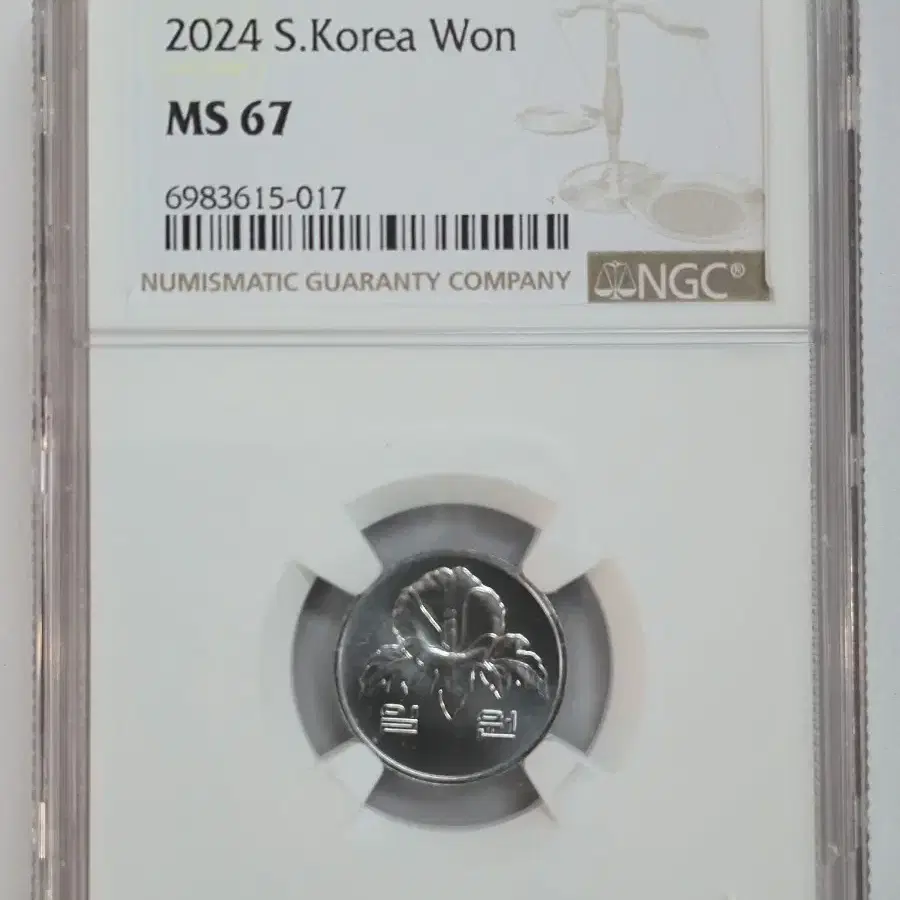 2024 S.Korea Won
MS 67
6983615-017
NUMISMATIC GUARANTY COMPANY
NGC®
일 원